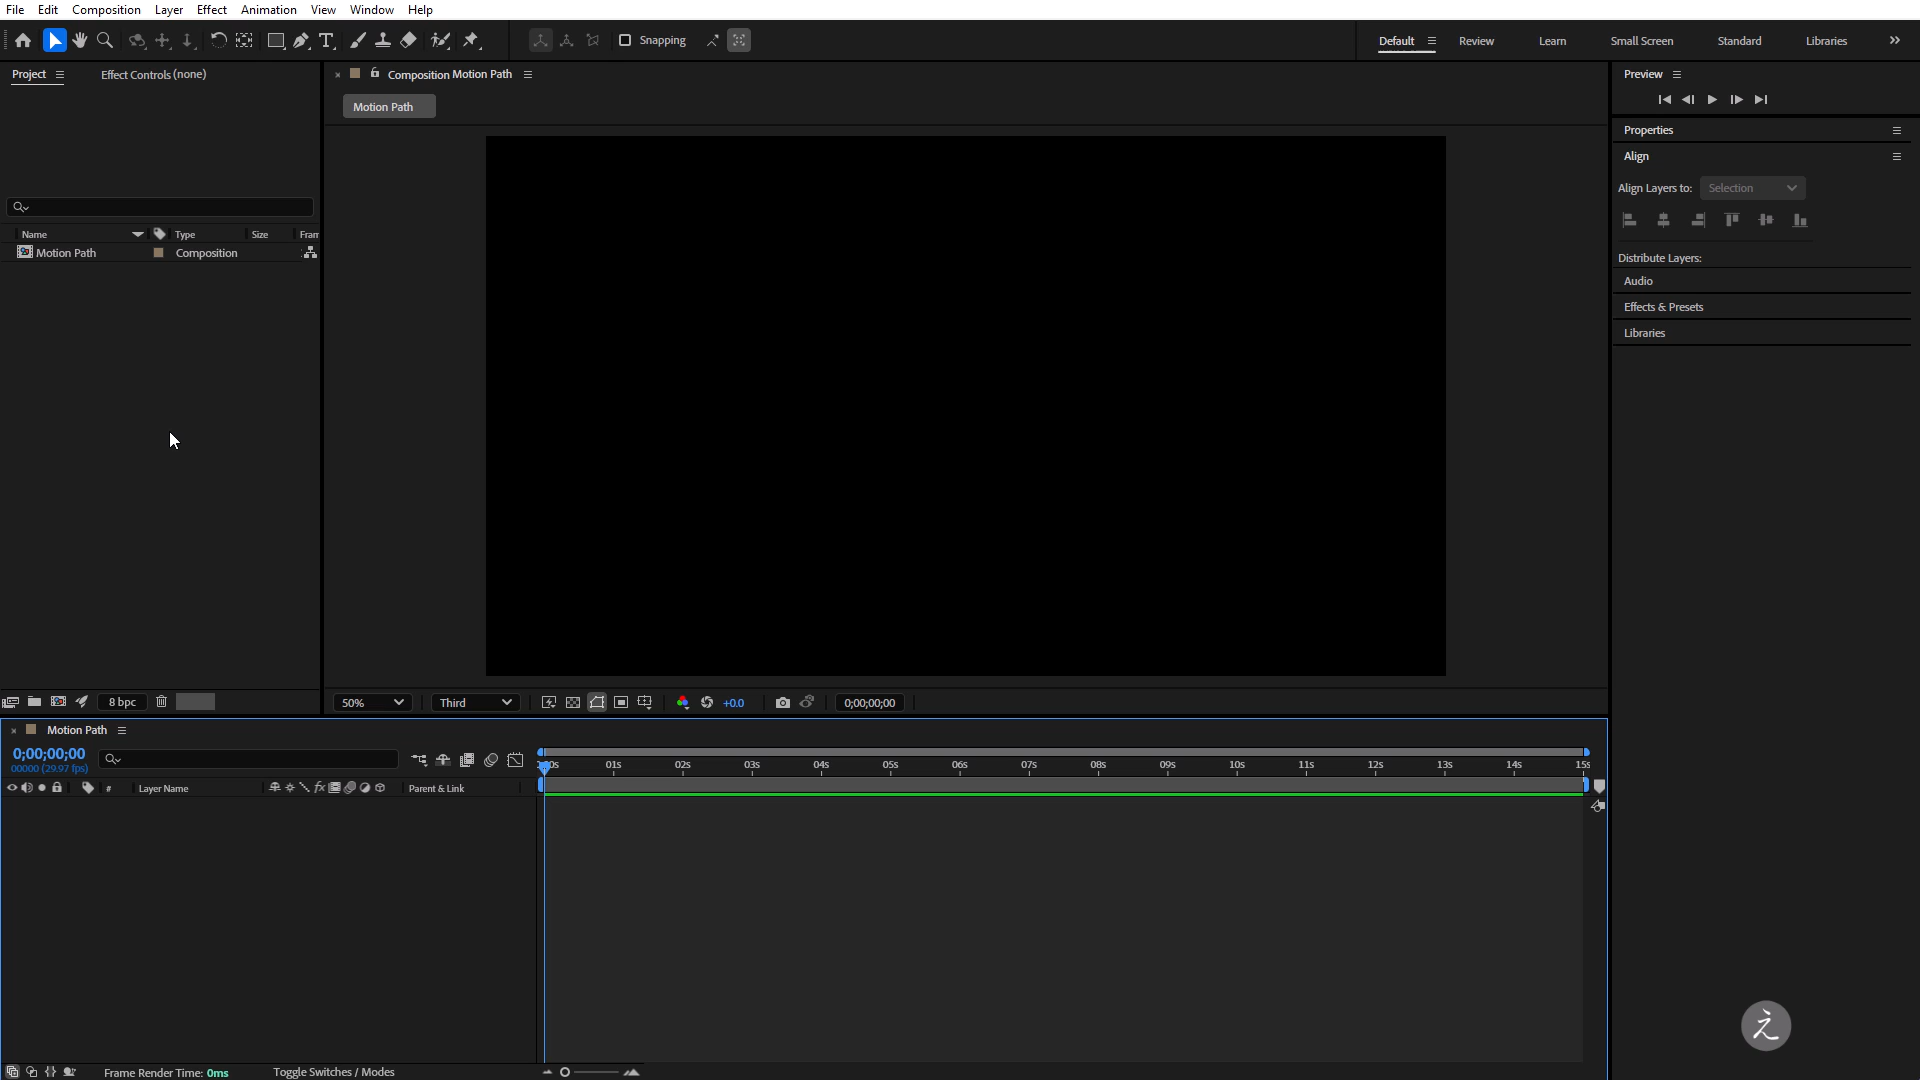 File Edit Composition Layer Effect Animation View Window Help
Snapping
Default Review Learn Small Screen Standard Libraries
Project Effect Controls (none)
Composition Motion Path
Motion Path
Preview
Properties
Align
Align Layers to: Selection
Distribute Layers:
Audio
Effects & Presets
Libraries
Name Type Size Fram
Motion Path Composition
8 bpc
50% Third +0.0 0;00;00;00
Motion Path
0;00;00;00
00000 (29.97 fps)
00s 01s 02s 03s 04s 05s 06s 07s 08s 09s 10s 11s 12s 13s 14s 15s
# Layer Name fx Parent & Link
Frame Render Time: 0ms Toggle Switches / Modes
え